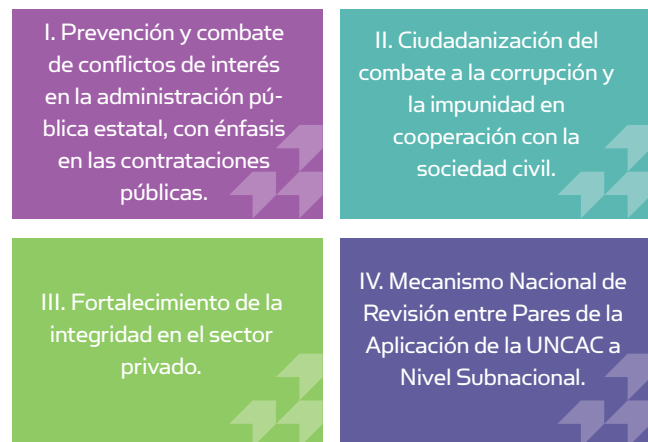 I. Prevención y combate
de conflictos de interés
en la administración pú-
blica estatal, con énfasis
en las contrataciones
públicas.
II. Ciudadanización del
combate a la corrupción y
la impunidad en
cooperación con la
sociedad civil.
III. Fortalecimiento de la
integridad en el sector
privado.
IV. Mecanismo Nacional de
Revisión entre Pares de la
Aplicación de la UNCAC a
Nivel Subnacional.